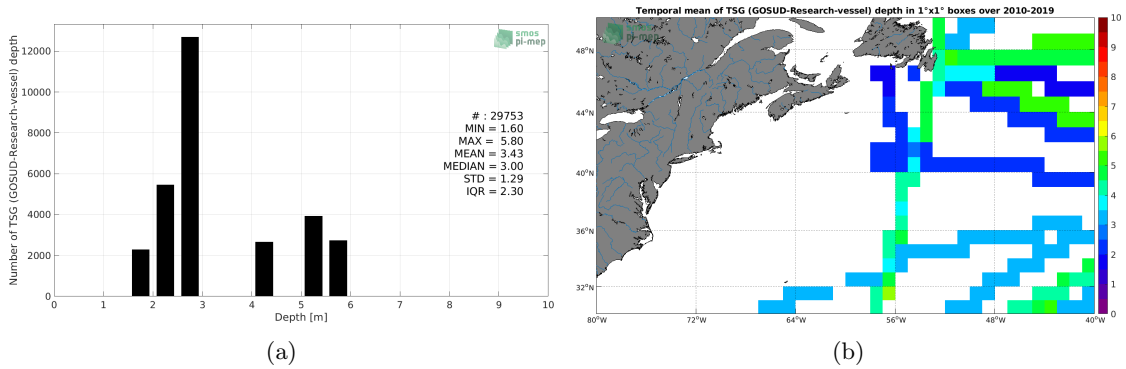 Number of TSG (GOSUD-Research-vessel) depth
12000
10000
8000
6000
4000
2000
0
0 1 2 3 4 5 6 7 8 9 10
Depth [m]
smos
pi-mep
# : 29753
MIN = 1.60
MAX = 5.80
MEAN = 3.43
MEDIAN = 3.00
STD = 1.29
IQR = 2.30
(a)
Temporal mean of TSG (GOSUD-Research-vessel) depth in 1°x1° boxes over 2010-2019
smos
pi-mep
48°N
44°N
40°N
36°N
32°N
80°W 72°W 64°W 56°W 48°W 40°W
10
9
8
7
6
5
4
3
2
1
0
(b)